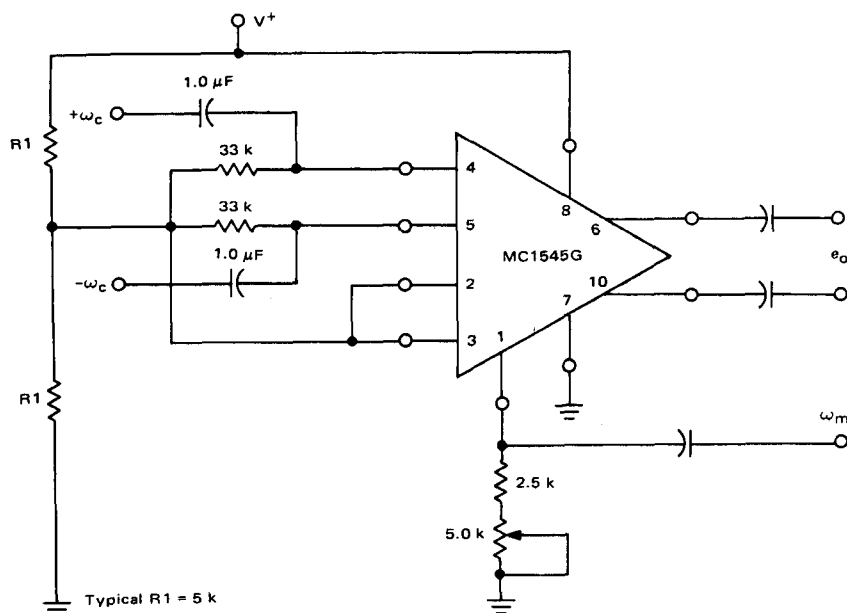 V+
1.0 µF
+ωc
R1
33 k
4
8
33 k
6
5
MC1545G
eo
1.0 µF
10
−ωc
2
7
3
1
R1
ωm
2.5 k
5.0 k
Typical R1 = 5 k